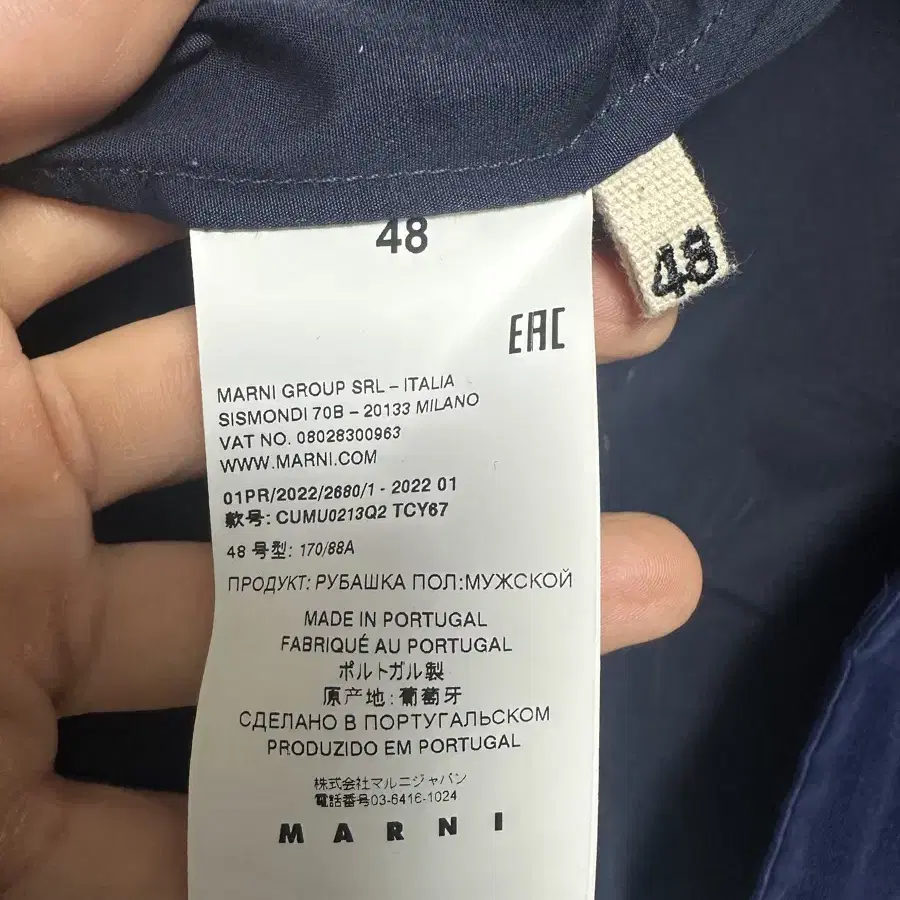 48
48
EAC
MARNI GROUP SRL – ITALIA
SISMONDI 70B – 20133 MILANO
VAT NO. 08028300963
WWW.MARNI.COM
01PR/2022/2680/1 - 2022 01
款号: CUMU0213Q2 TCY67
48 号型: 170/88A
ПРОДУКТ: РУБАШКА ПОЛ:МУЖСКОЙ
MADE IN PORTUGAL
FABRIQUÉ AU PORTUGAL
ポルトガル製
原产地: 葡萄牙
СДЕЛАНО В ПОРТУГАЛЬСКОМ
PRODUZIDO EM PORTUGAL
株式会社マルニジャパン
電話番号03-6416-1024
MARNI